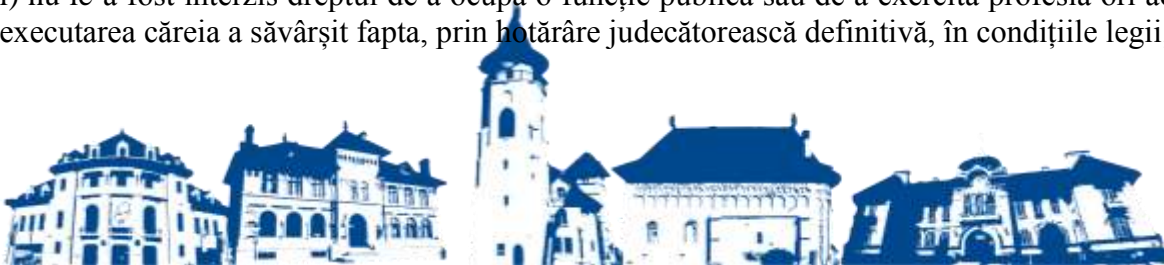 i) nu le-a fost interzis dreptul de a ocupa o funcție publică sau de a exercita profesia ori ac
executarea căreia a săvârșit fapta, prin hotărâre judecătorească definitivă, în condițiile legii